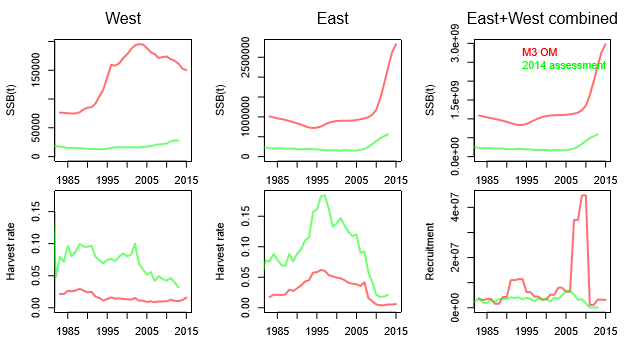 West East East+West combined
SSB(t) SSB(t) SSB(t)
150000 2500000 3.0e+09
50000 1000000 1.5e+09
0 0 0.0e+00
M3 OM
2014 assessment
1985 1995 2005 2015 1985 1995 2005 2015 1985 1995 2005 2015
Harvest rate Harvest rate Recruitment
0.15 0.15 4e+07
0.10 0.10
0.05 0.05 2e+07
0.00 0.00 0e+00
1985 1995 2005 2015 1985 1995 2005 2015 1985 1995 2005 2015